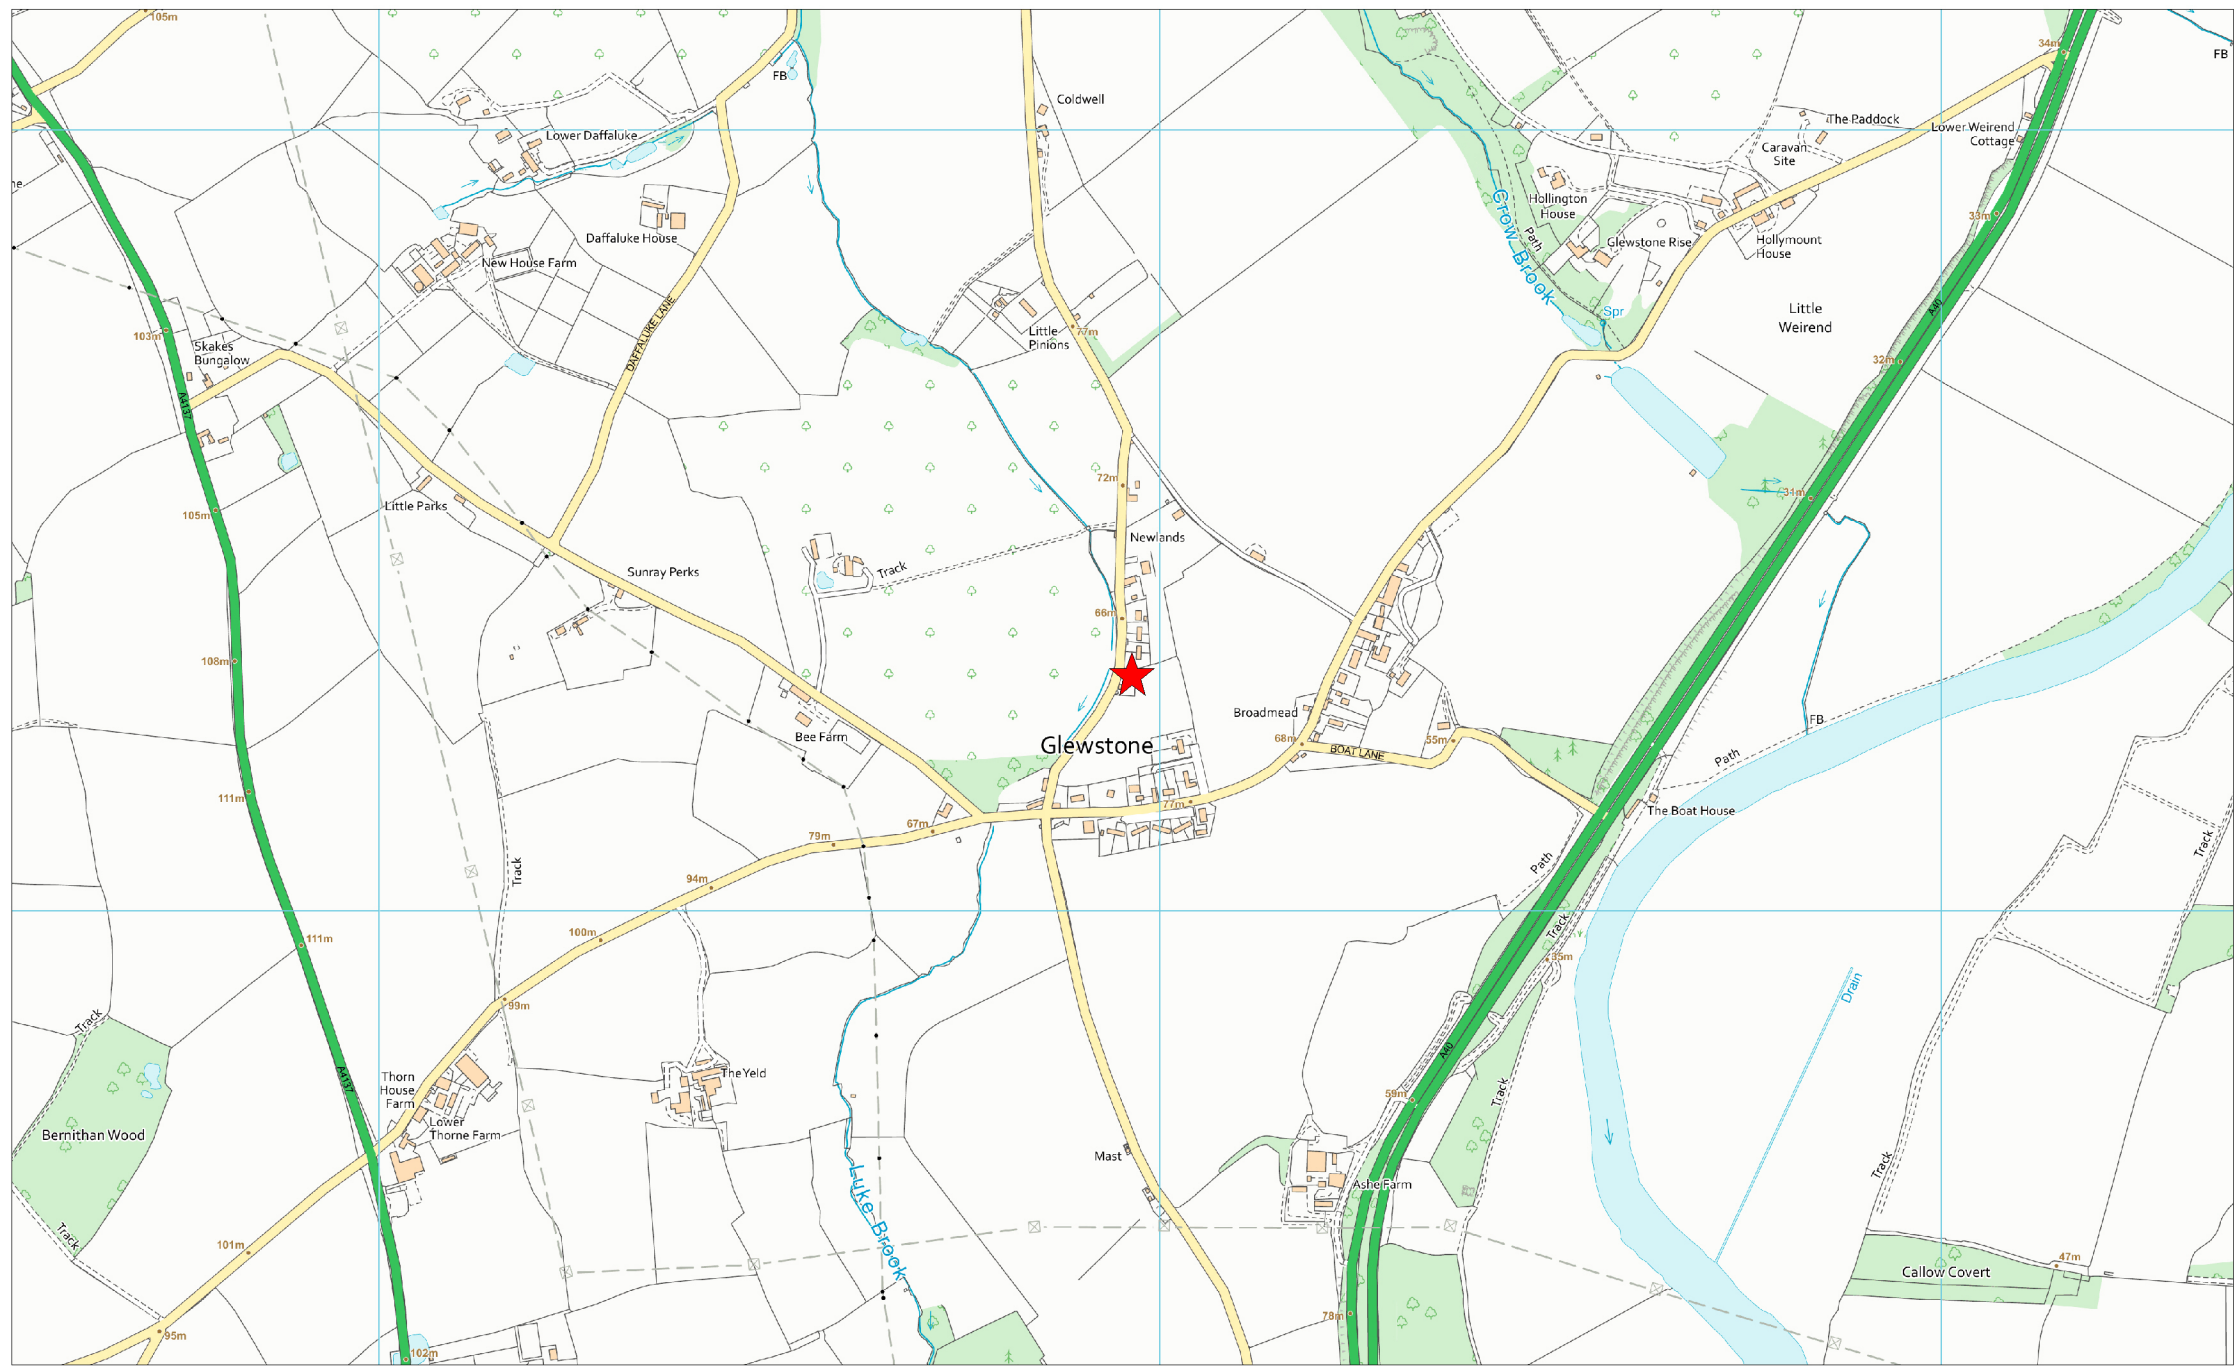 105m
34m
FB
FB
Coldwell
The Paddock
Lower Weirend
Cottage
Lower Daffaluke
Caravan
Site
Hollington
House
33m
Crow Brook
Path
Daffaluke House
Glewstone Rise
Hollymount
House
New House Farm
DAFFALUKE LANE
A40
Spr
Little
Weirend
103m
Skakes
Bungalow
Little
Pinions
77m
32m
A4137
72m
31m
Little Parks
105m
Newlands
Sunray Perks
Track
66m
108m
Broadmead
Bee Farm
Glewstone
68m
BOAT LANE
55m
FB
Path
111m
77m
The Boat House
67m
79m
Track
Path
Track
94m
100m
111m
Track
35m
Drain
99m
Track
A40
The Yeld
A4137
Thorn
House
Farm
59m
Track
Lower
Thorne Farm
Bernithan Wood
Mast
Ashe Farm
Track
Luke Brook
Track
101m
47m
Callow Covert
78m
95m
102m